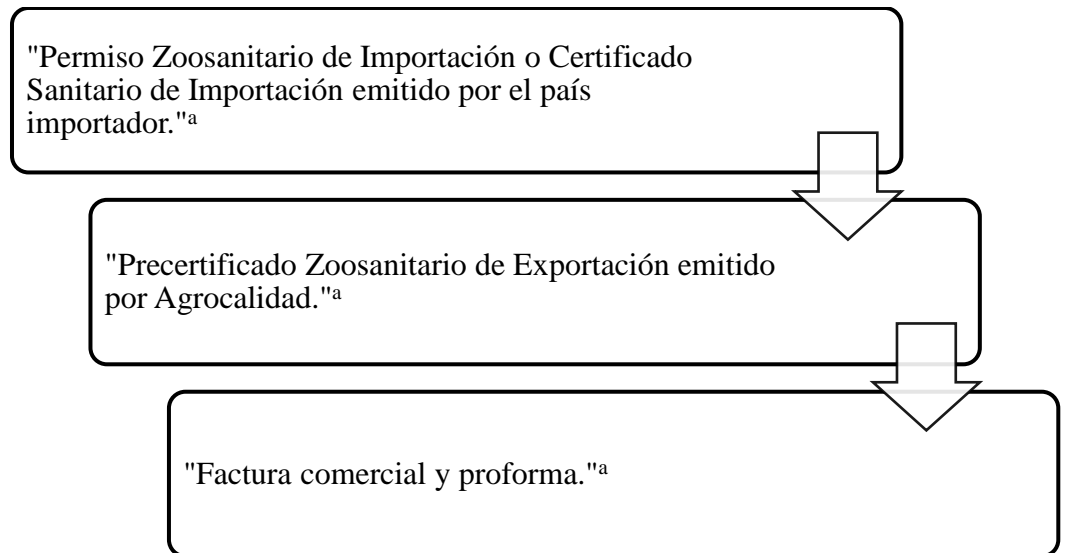 "Permiso Zoosanitario de Importación o Certificado
Sanitario de Importación emitido por el país
importador."ᵃ
"Precertificado Zoosanitario de Exportación emitido
por Agrocalidad."ᵃ
"Factura comercial y proforma."ᵃ